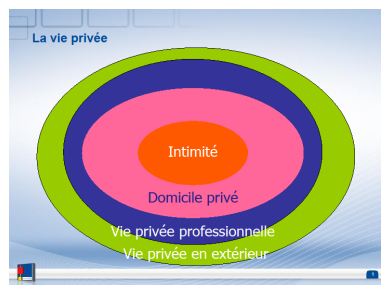 La vie privée
Intimité
Domicile privé
Vie privée professionnelle
Vie privée en extérieur